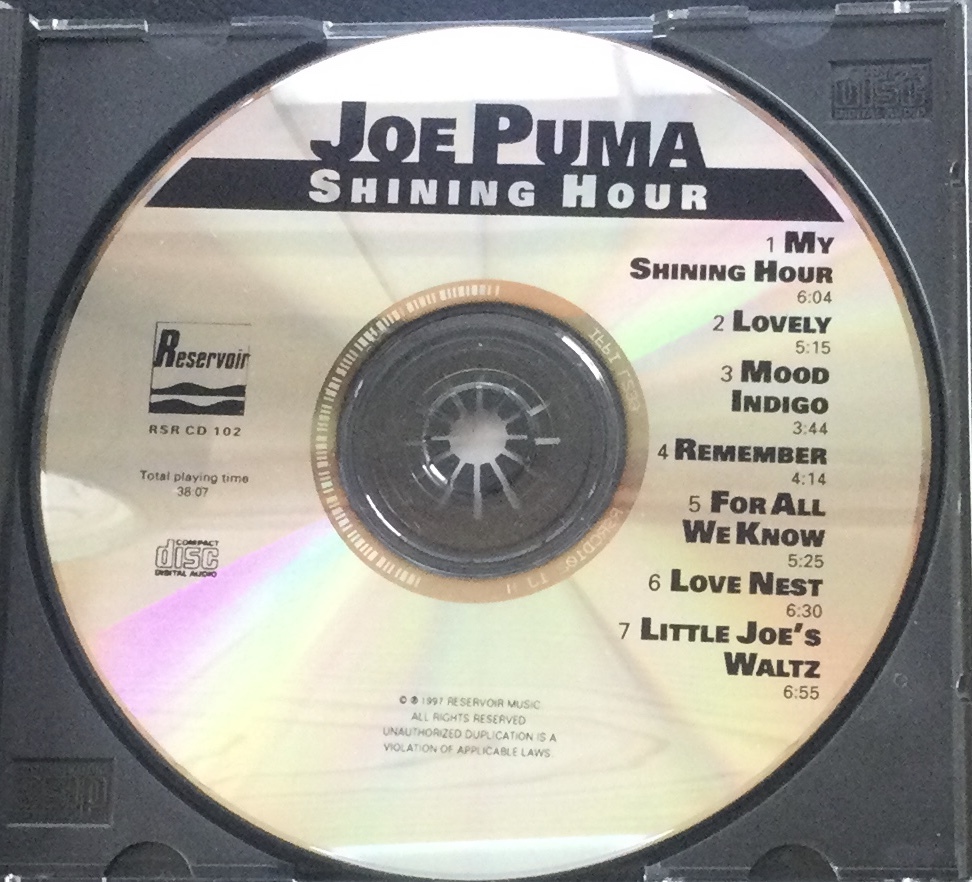 JOE PUMA
SHINING HOUR
1 MY
SHINING HOUR
6:04
2 LOVELY
5:15
3 MOOD
INDIGO
3:44
4 REMEMBER
4:14
5 FOR ALL
WE KNOW
5:25
6 LOVE NEST
6:30
7 LITTLE JOE'S
WALTZ
6:55
Reservoir
RSR CD 102
Total playing time
38:07
COMPACT
disc
DIGITAL AUDIO
© ℗ 1997 RESERVOIR MUSIC
ALL RIGHTS RESERVED
UNAUTHORIZED DUPLICATION IS A
VIOLATION OF APPLICABLE LAWS.
disc
DIGITAL AUDIO